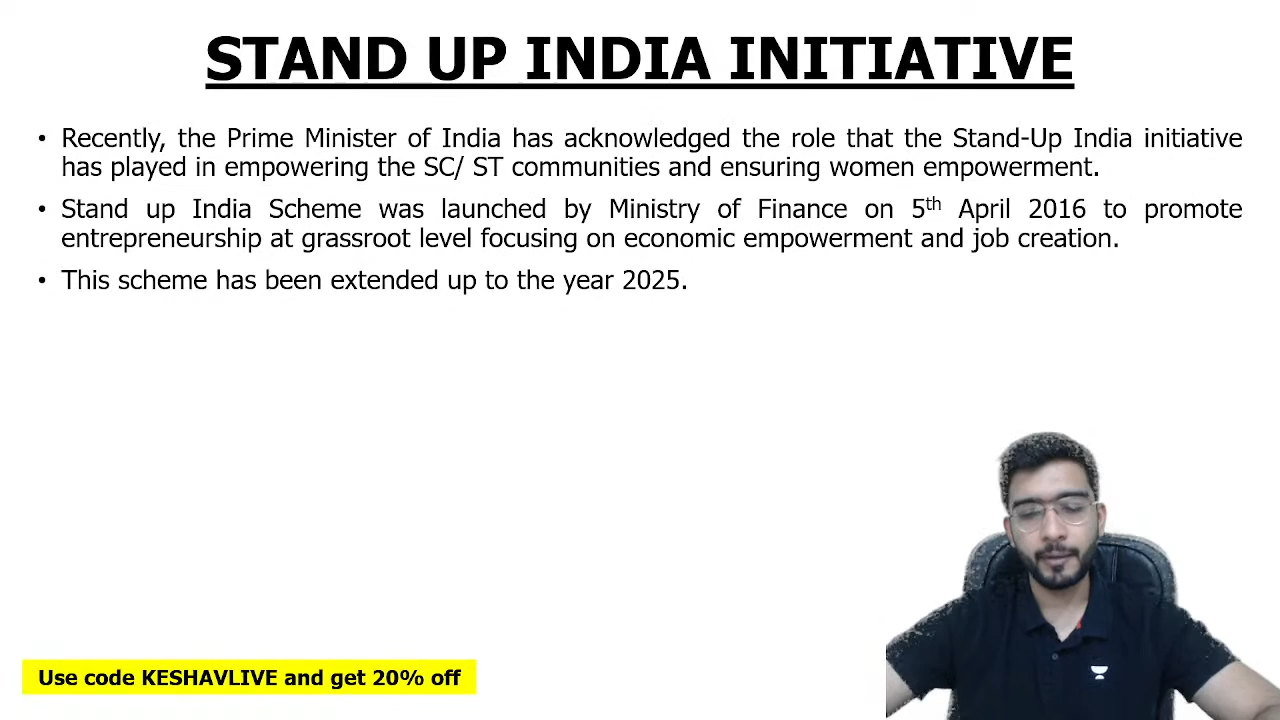 STAND UP INDIA INITIATIVE
• Recently, the Prime Minister of India has acknowledged the role that the Stand-Up India initiative
has played in empowering the SC/ ST communities and ensuring women empowerment.
• Stand up India Scheme was launched by Ministry of Finance on 5th April 2016 to promote
entrepreneurship at grassroot level focusing on economic empowerment and job creation.
• This scheme has been extended up to the year 2025.
Use code KESHAVLIVE and get 20% off